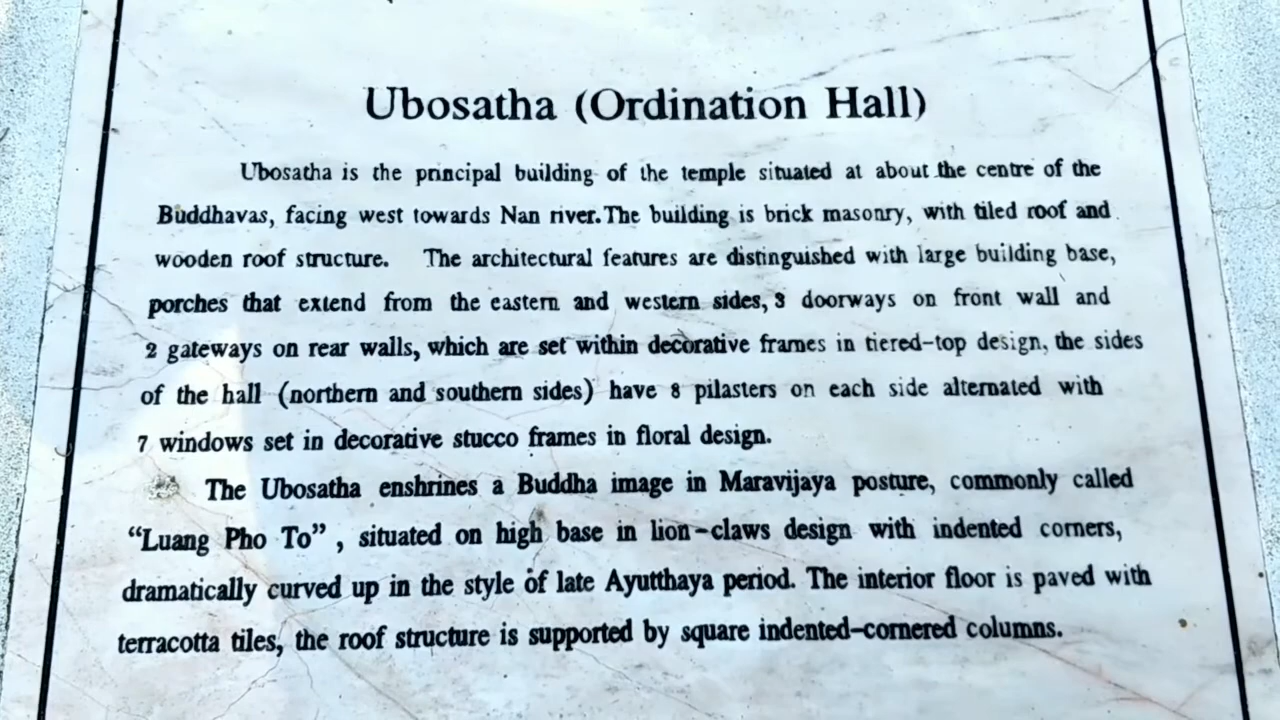 Ubosatha (Ordination Hall)
Ubosatha is the principal building of the temple situated at about the centre of the
Buddhavas, facing west towards Nan river. The building is brick masonry, with tiled roof and
wooden roof structure. The architectural features are distinguished with large building base,
porches that extend from the eastern and western sides, 3 doorways on front wall and
2 gateways on rear walls, which are set within decorative frames in tiered-top design, the sides
of the hall (northern and southern sides) have 8 pilasters on each side alternated with
7 windows set in decorative stucco frames in floral design.
The Ubosatha enshrines a Buddha image in Maravijaya posture, commonly called
“Luang Pho To” , situated on high base in lion-claws design with indented corners,
dramatically curved up in the style of late Ayutthaya period. The interior floor is paved with
terracotta tiles, the roof structure is supported by square indented-cornered columns.